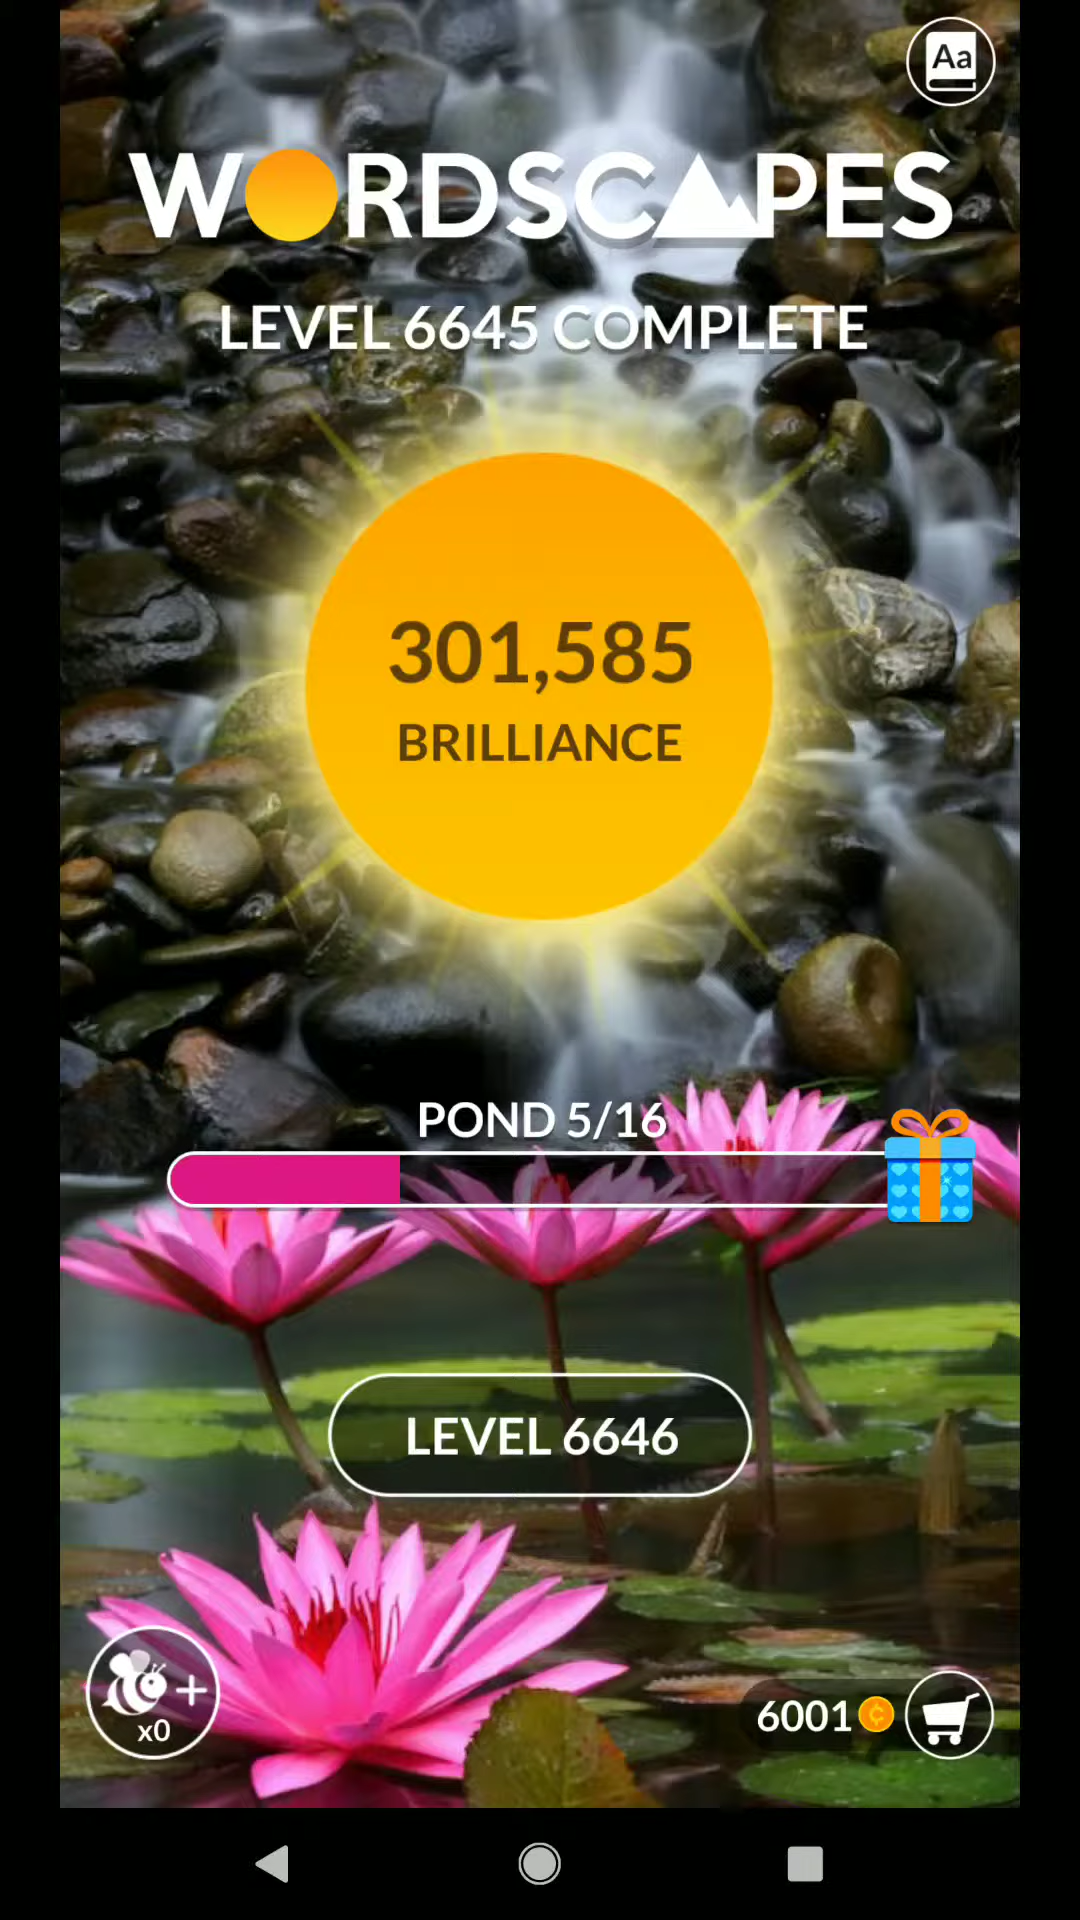 Aa
WORDSCAPES
LEVEL 6645 COMPLETE
301,585
BRILLIANCE
POND 5/16
LEVEL 6646
x0
6001